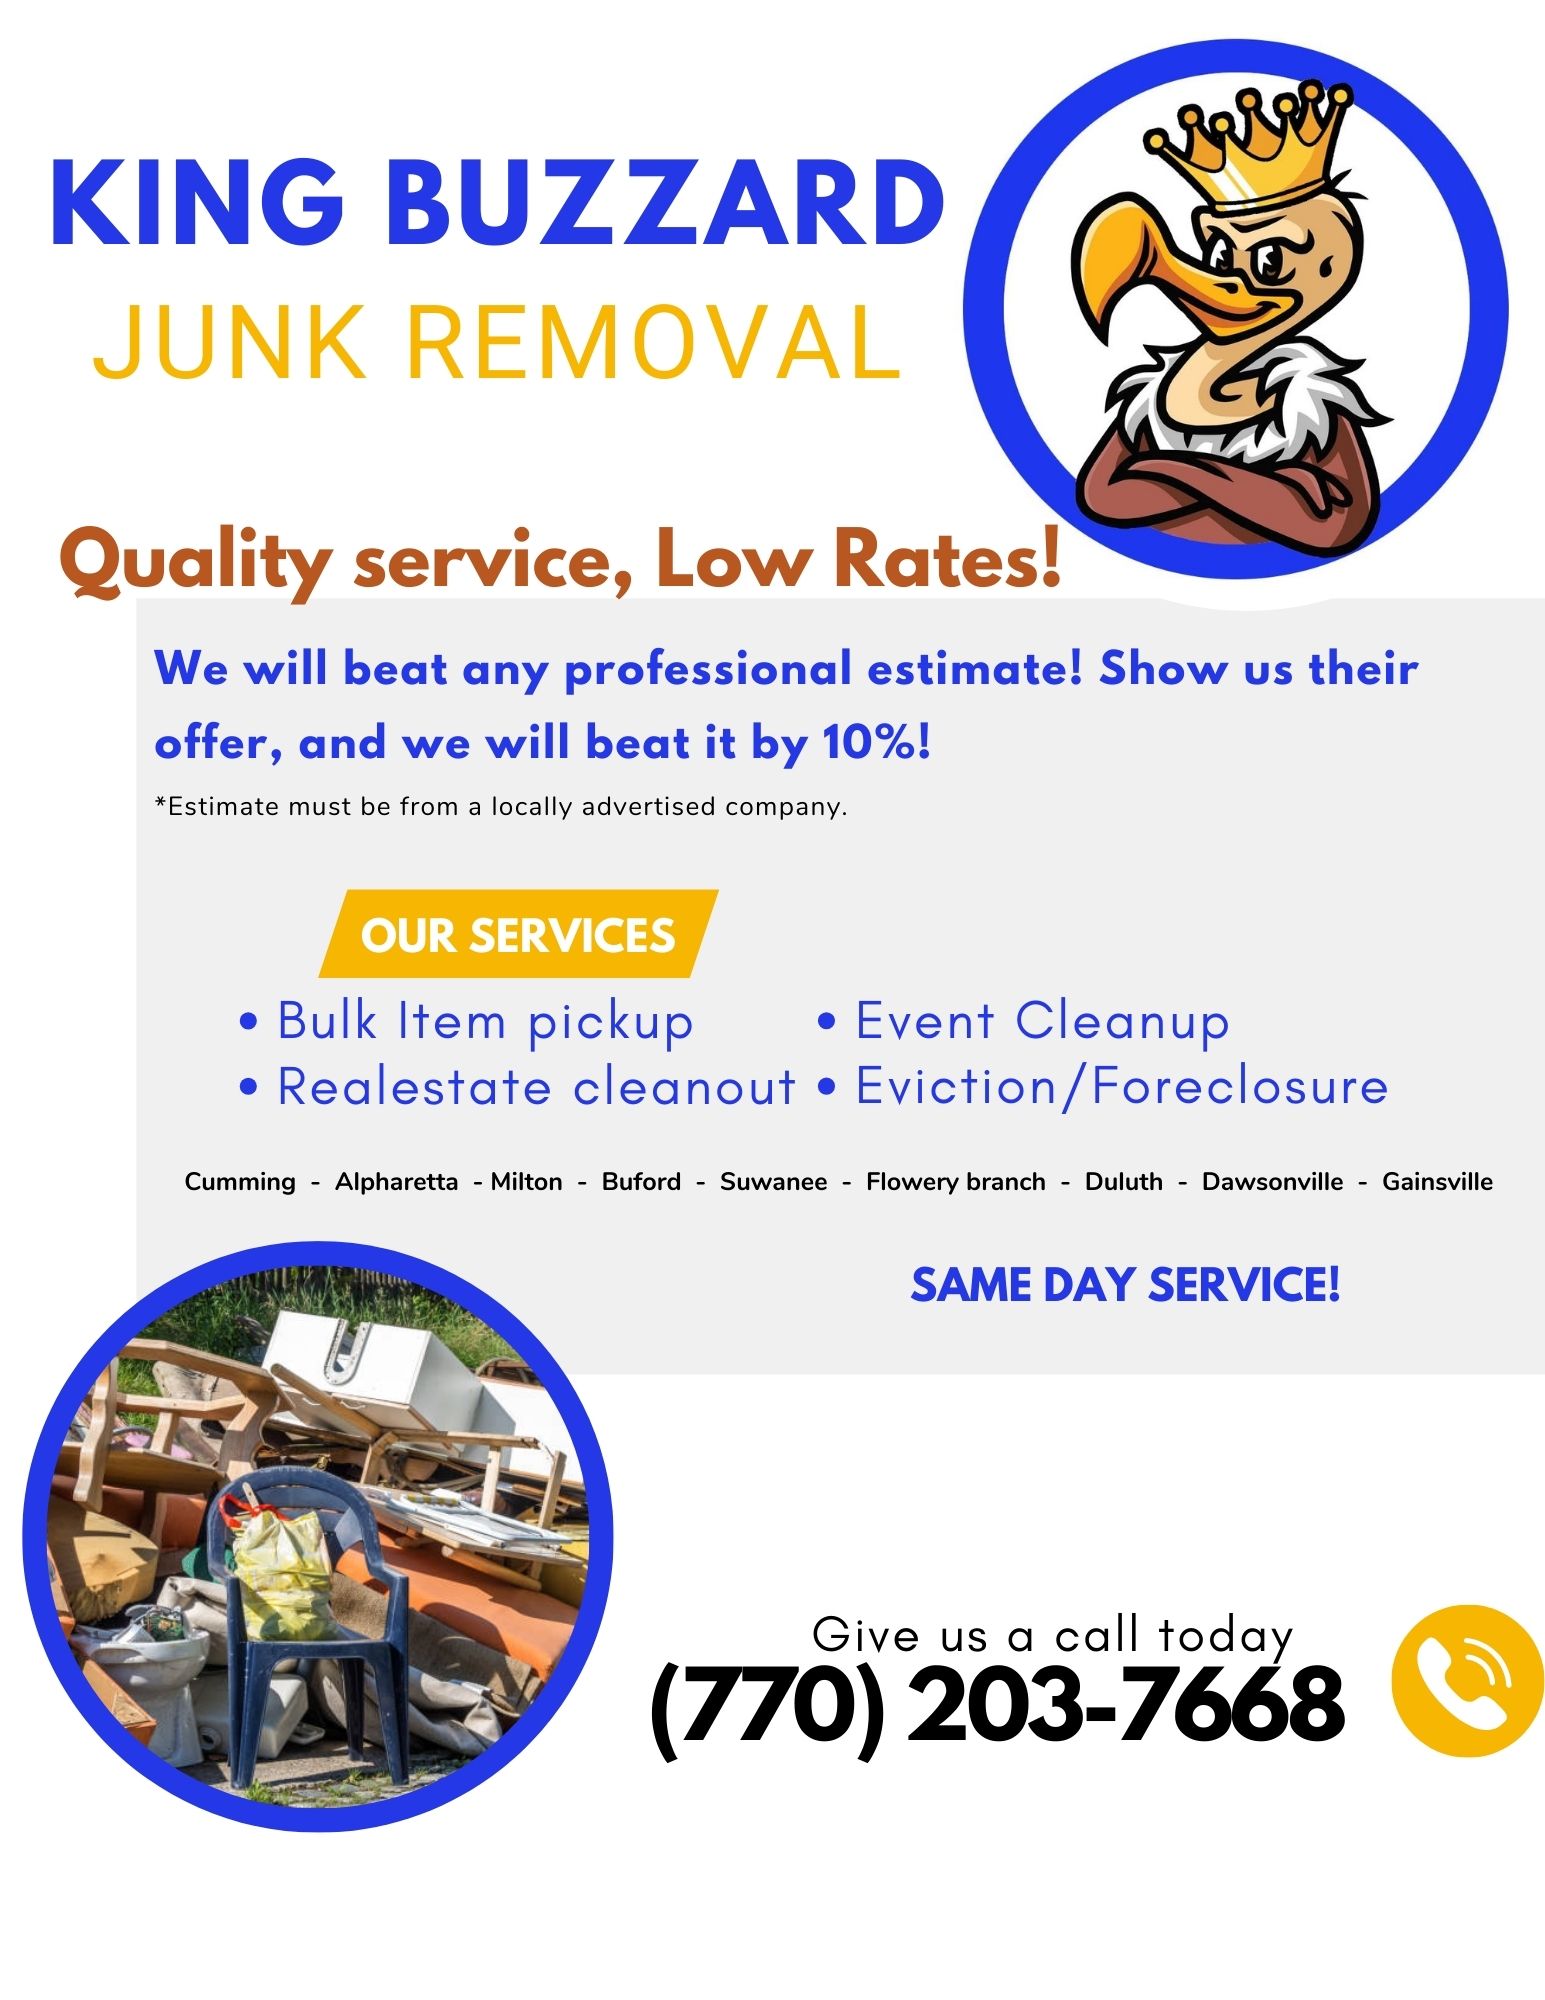 KING BUZZARD
JUNK REMOVAL
Quality service, Low Rates!
We will beat any professional estimate! Show us their
offer, and we will beat it by 10%!
*Estimate must be from a locally advertised company.
OUR SERVICES
• Bulk Item pickup
• Realestate cleanout
• Event Cleanup
• Eviction/Foreclosure
Cumming - Alpharetta - Milton - Buford - Suwanee - Flowery branch - Duluth - Dawsonville - Gainsville
SAME DAY SERVICE!
Give us a call today
(770) 203-7668